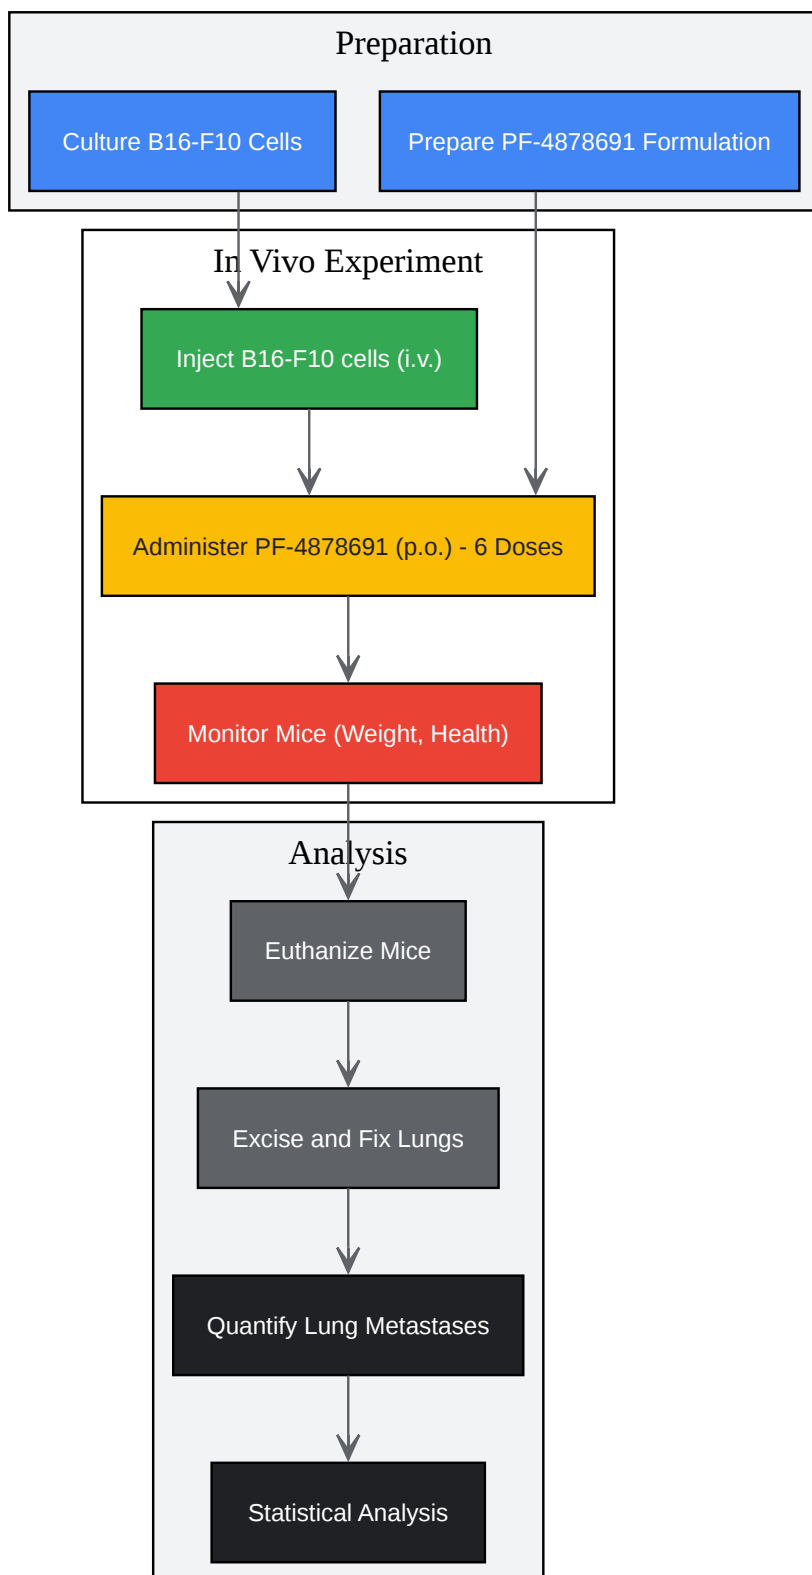 Preparation
Culture B16-F10 Cells
Prepare PF-4878691 Formulation
In Vivo Experiment
Inject B16-F10 cells (i.v.)
Administer PF-4878691 (p.o.) - 6 Doses
Monitor Mice (Weight, Health)
Analysis
Euthanize Mice
Excise and Fix Lungs
Quantify Lung Metastases
Statistical Analysis